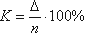 K = Δ/n · 100%